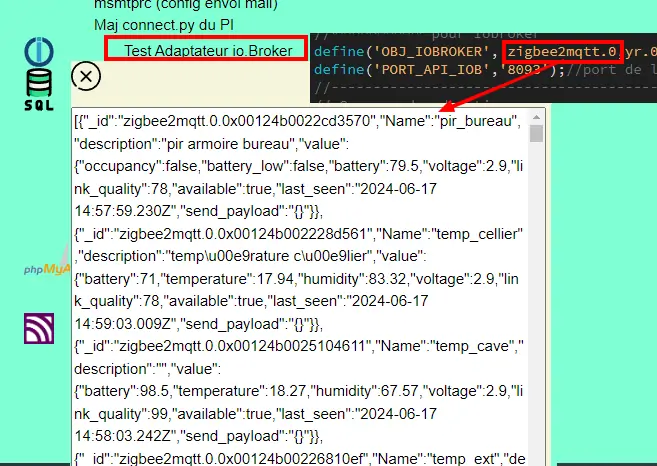 msmtprc (config envoi mail)
Maj connect.py du PI
Test Adaptateur io.Broker
pour iobroker
define('OBJ_IOBROKER', zigbee2mqtt.0,yr.0
define('PORT_API_IOB','8093');//port de l
//
SQL
[{"_id":"zigbee2mqtt.0.0x00124b0022cd3570","Name":"pir_bureau",
"description":"pir armoire bureau","value":
{"occupancy":false,"battery_low":false,"battery":79.5,"voltage":2.9,"li
nk_quality":78,"available":true,"last_seen":"2024-06-17
14:57:59.230Z","send_payload":"{}"}},
{"_id":"zigbee2mqtt.0.0x00124b002228d561","Name":"temp_cellier"
,"description":"temp\u00e9rature c\u00e9lier","value":
{"battery":71,"temperature":17.94,"humidity":83.32,"voltage":2.9,"lin
k_quality":78,"available":true,"last_seen":"2024-06-17
14:59:03.009Z","send_payload":"{}"}},
{"_id":"zigbee2mqtt.0.0x00124b0025104611","Name":"temp_cave","
description":"","value":
{"battery":98.5,"temperature":18.27,"humidity":67.57,"voltage":2.9,"li
nk_quality":99,"available":true,"last_seen":"2024-06-17
14:58:03.242Z","send_payload":"{}"}},
{"_id":"zigbee2mqtt.0.0x00124b00226810ef","Name":"temp_ext","de
phpMyA